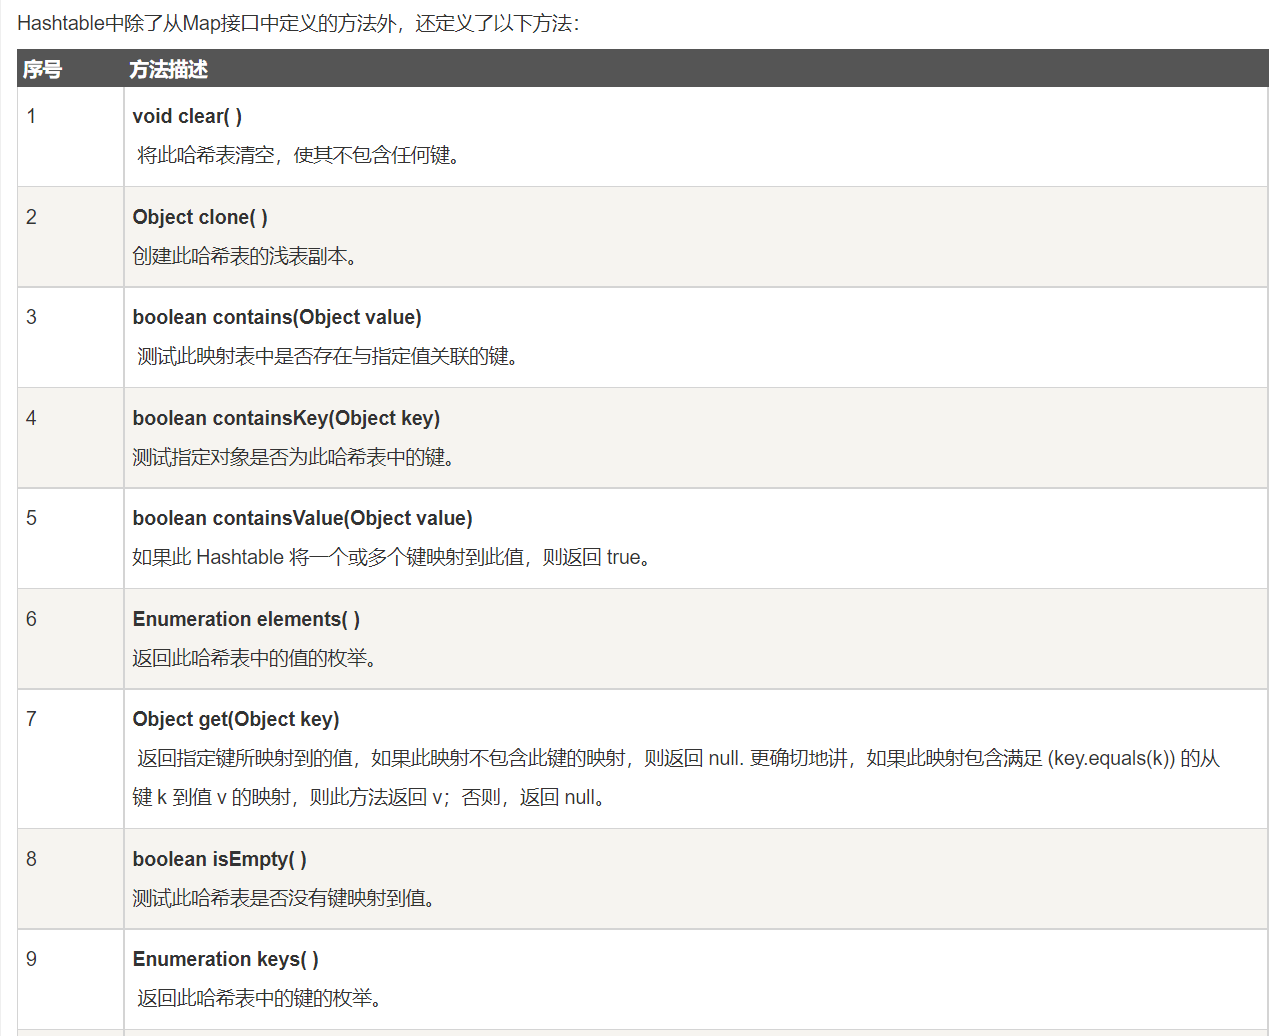 Hashtable中除了从Map接口中定义的方法外，还定义了以下方法：
序号 方法描述
1 void clear( )
将此哈希表清空，使其不包含任何键。
2 Object clone( )
创建此哈希表的浅表副本。
3 boolean contains(Object value)
测试此映射表中是否存在与指定值关联的键。
4 boolean containsKey(Object key)
测试指定对象是否为此哈希表中的键。
5 boolean containsValue(Object value)
如果此 Hashtable 将一个或多个键映射到此值，则返回 true。
6 Enumeration elements( )
返回此哈希表中的值的枚举。
7 Object get(Object key)
返回指定键所映射到的值，如果此映射不包含此键的映射，则返回 null. 更确切地讲，如果此映射包含满足 (key.equals(k)) 的从
键 k 到值 v 的映射，则此方法返回 v；否则，返回 null。
8 boolean isEmpty( )
测试此哈希表是否没有键映射到值。
9 Enumeration keys( )
返回此哈希表中的键的枚举。